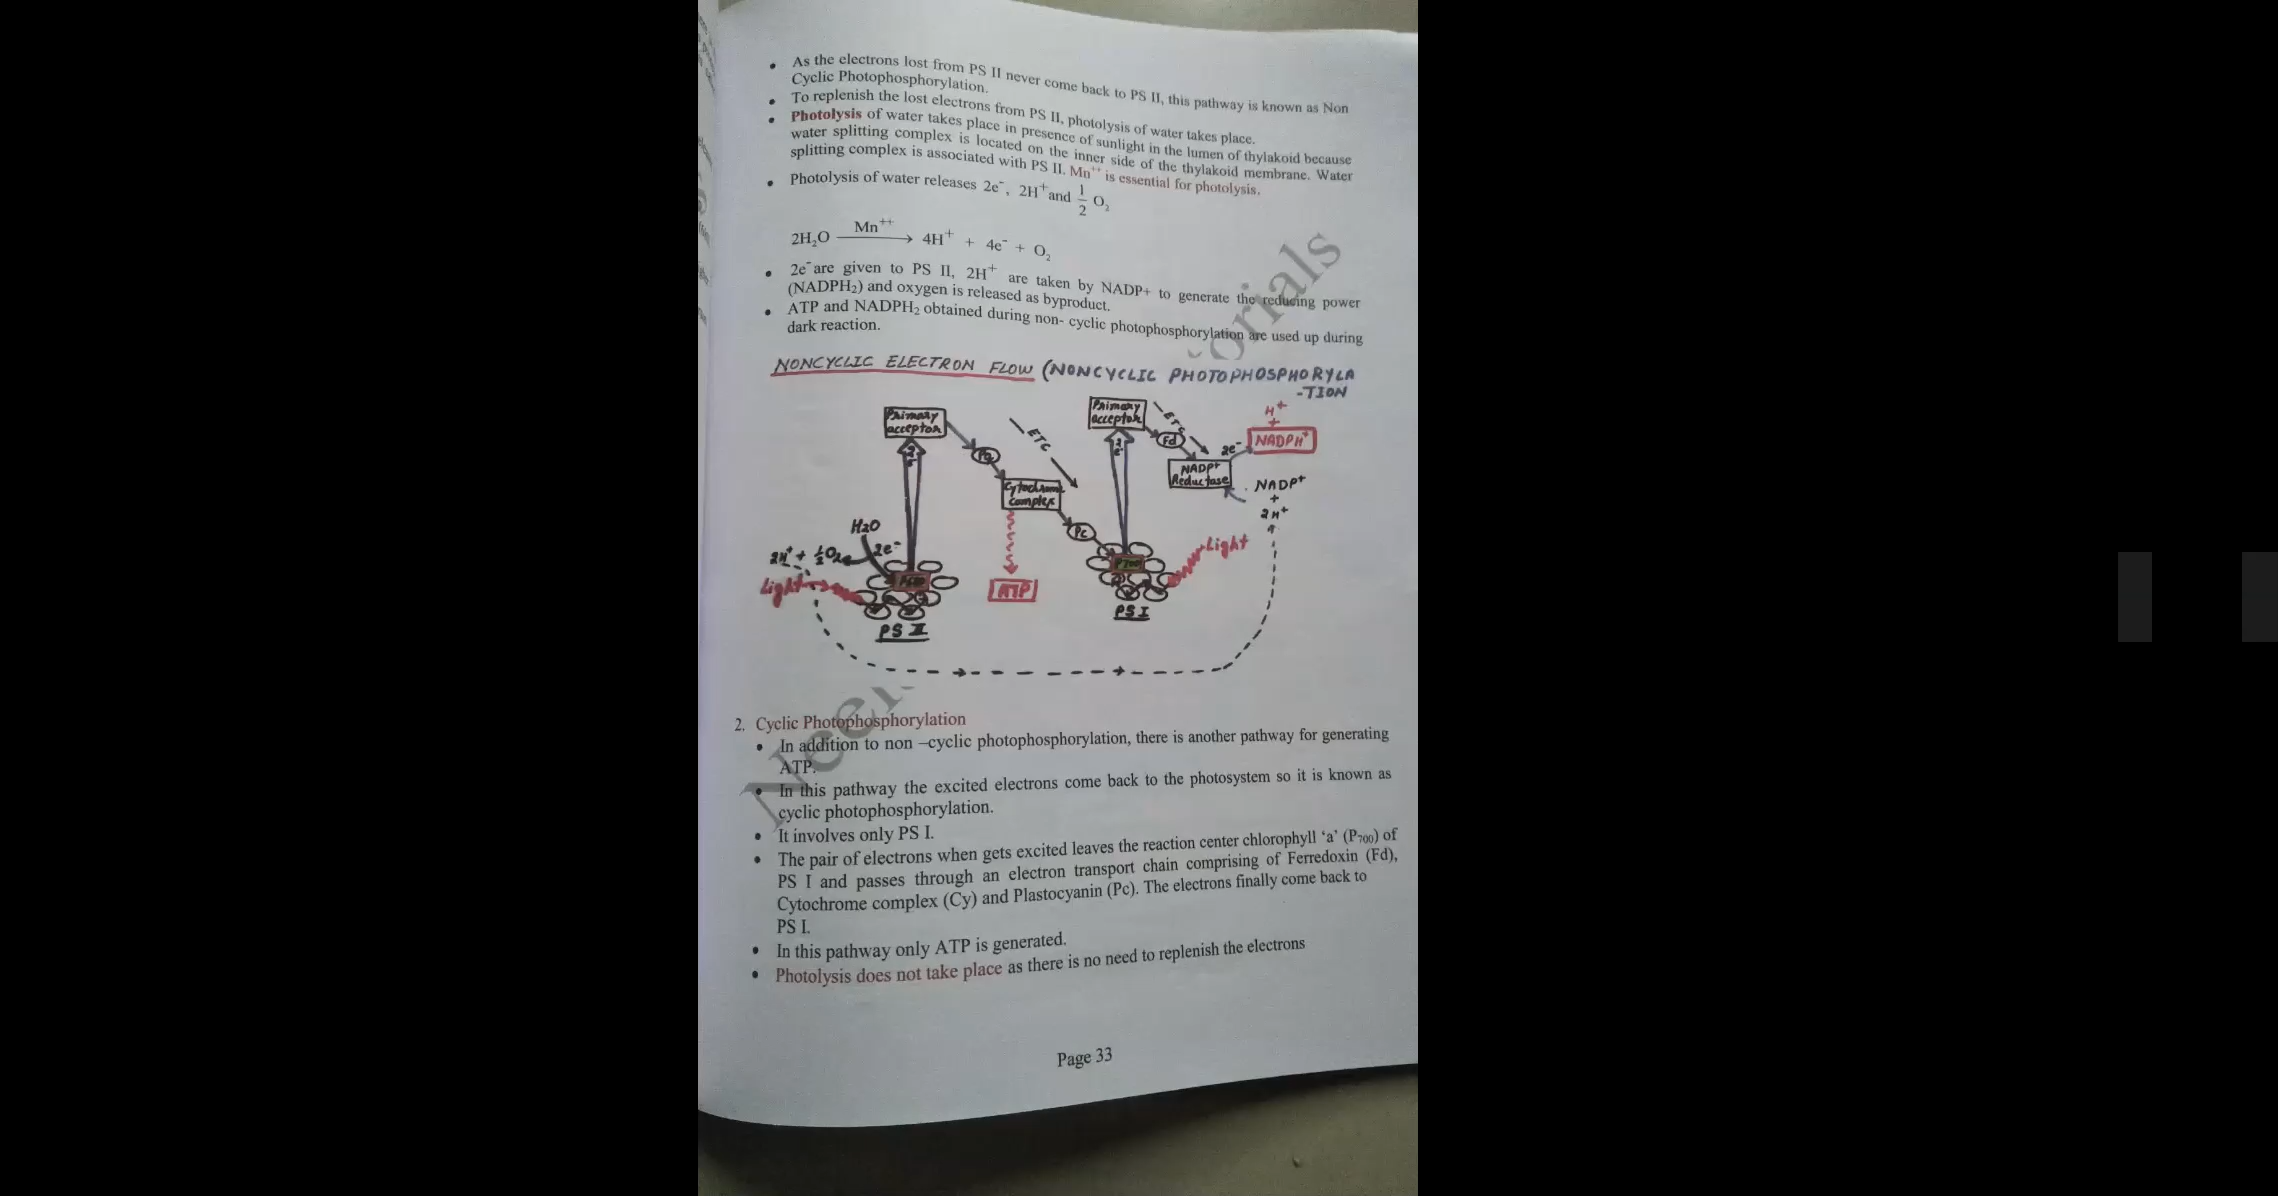 • As the electrons lost from PS II never come back to PS II, this pathway is known as Non
Cyclic Photophosphorylation.
• To replenish the lost electrons from PS II, photolysis of water takes place.
• Photolysis of water takes place in presence of sunlight in the lumen of thylakoid because
water splitting complex is located on the inner side of the thylakoid membrane. Water
splitting complex is associated with PS II. Mn⁺⁺ is essential for photolysis.
• Photolysis of water releases 2e⁻, 2H⁺ and 1/2 O₂
2H₂O —Mn⁺⁺→ 4H⁺ + 4e⁻ + O₂
• 2e⁻ are given to PS II, 2H⁺ are taken by NADP+ to generate the reducing power
(NADPH₂) and oxygen is released as byproduct.
• ATP and NADPH₂ obtained during non- cyclic photophosphorylation are used up during
dark reaction.
NONCYCLIC ELECTRON FLOW (NONCYCLIC PHOTOPHOSPHORYLA
-TION
Primary
acceptor
2e⁻
Pq
ETC
Cytochrome
complex
Pc
ATP
H₂O
2e⁻
2H⁺ + ½O₂
Light
P680
PS II
Primary
acceptor
2e⁻
ETC
Fd
NADP⁺
Reductase
2e⁻
H⁺
+
NADPH⁺
NADP⁺
+
2H⁺
Light
P700
PS I
2. Cyclic Photophosphorylation
• In addition to non –cyclic photophosphorylation, there is another pathway for generating
ATP.
• In this pathway the excited electrons come back to the photosystem so it is known as
cyclic photophosphorylation.
• It involves only PS I.
• The pair of electrons when gets excited leaves the reaction center chlorophyll ‘a’ (P₇₀₀) of
PS I and passes through an electron transport chain comprising of Ferredoxin (Fd),
Cytochrome complex (Cy) and Plastocyanin (Pc). The electrons finally come back to
PS I.
• In this pathway only ATP is generated.
• Photolysis does not take place as there is no need to replenish the electrons
Page 33